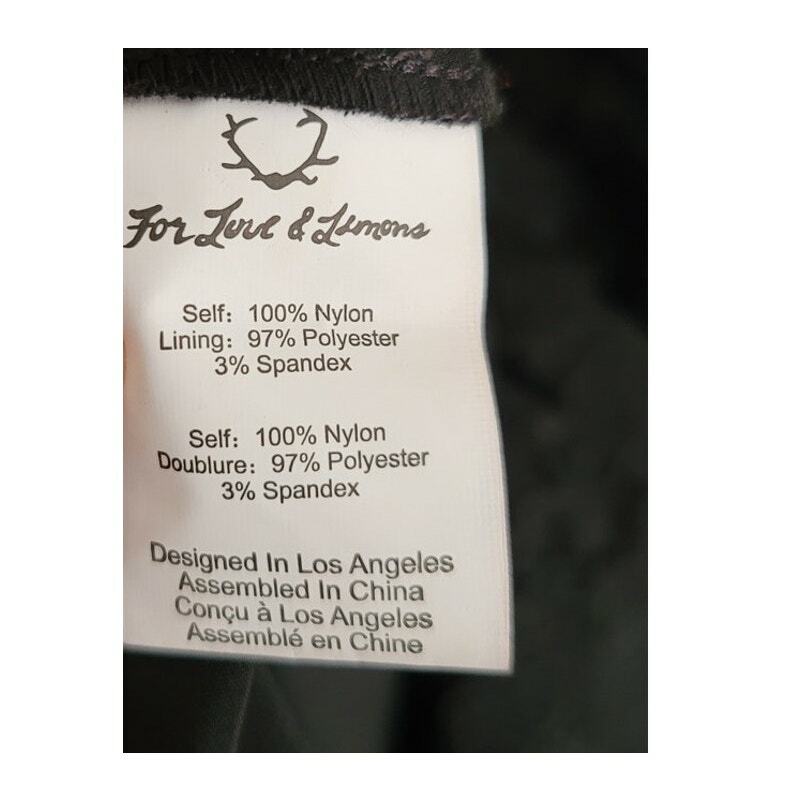 For Love & Lemons
Self: 100% Nylon
Lining: 97% Polyester
3% Spandex
Self: 100% Nylon
Doublure: 97% Polyester
3% Spandex
Designed In Los Angeles
Assembled In China
Conçu à Los Angeles
Assemblé en Chine